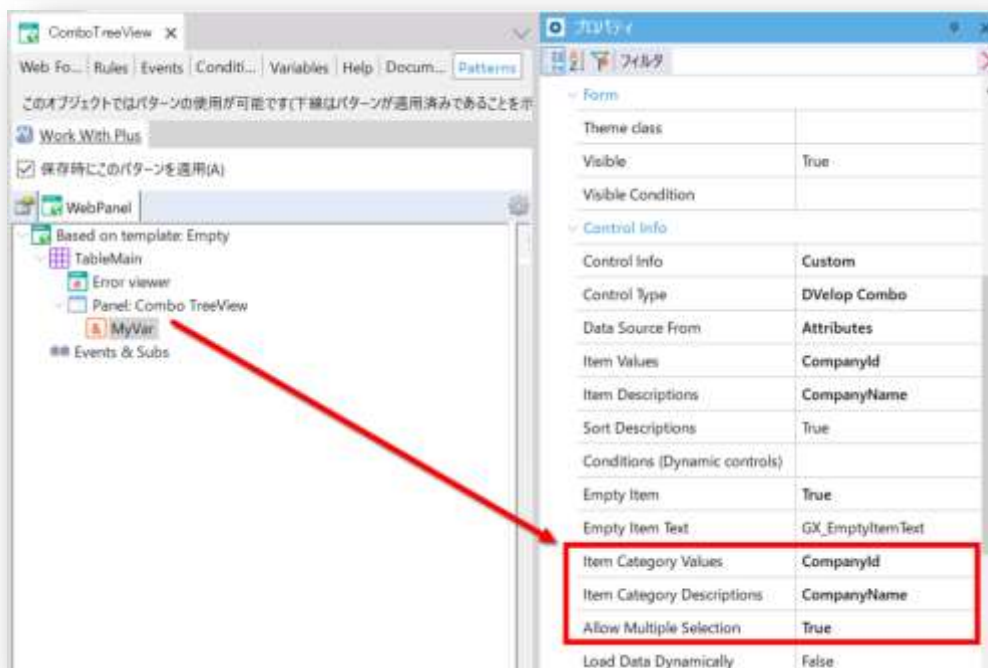 ComboTreeView
Web Fo... Rules Events Conditi... Variables Help Docum... Patterns
このオブジェクトではパターンの使用が可能です(下線はパターンが適用済みであることを示
Work With Plus
保存時にこのパターンを適用(A)
WebPanel
Based on template: Empty
TableMain
Error viewer
Panel: Combo TreeView
& MyVar
Events & Subs
プロパティ
フィルタ
Form
Theme class
Visible True
Visible Condition
Control Info
Control Info Custom
Control Type DVelop Combo
Data Source From Attributes
Item Values CompanyId
Item Descriptions CompanyName
Sort Descriptions True
Conditions (Dynamic controls)
Empty Item True
Empty Item Text GX_EmptyItemText
Item Category Values CompanyId
Item Category Descriptions CompanyName
Allow Multiple Selection True
Load Data Dynamically False